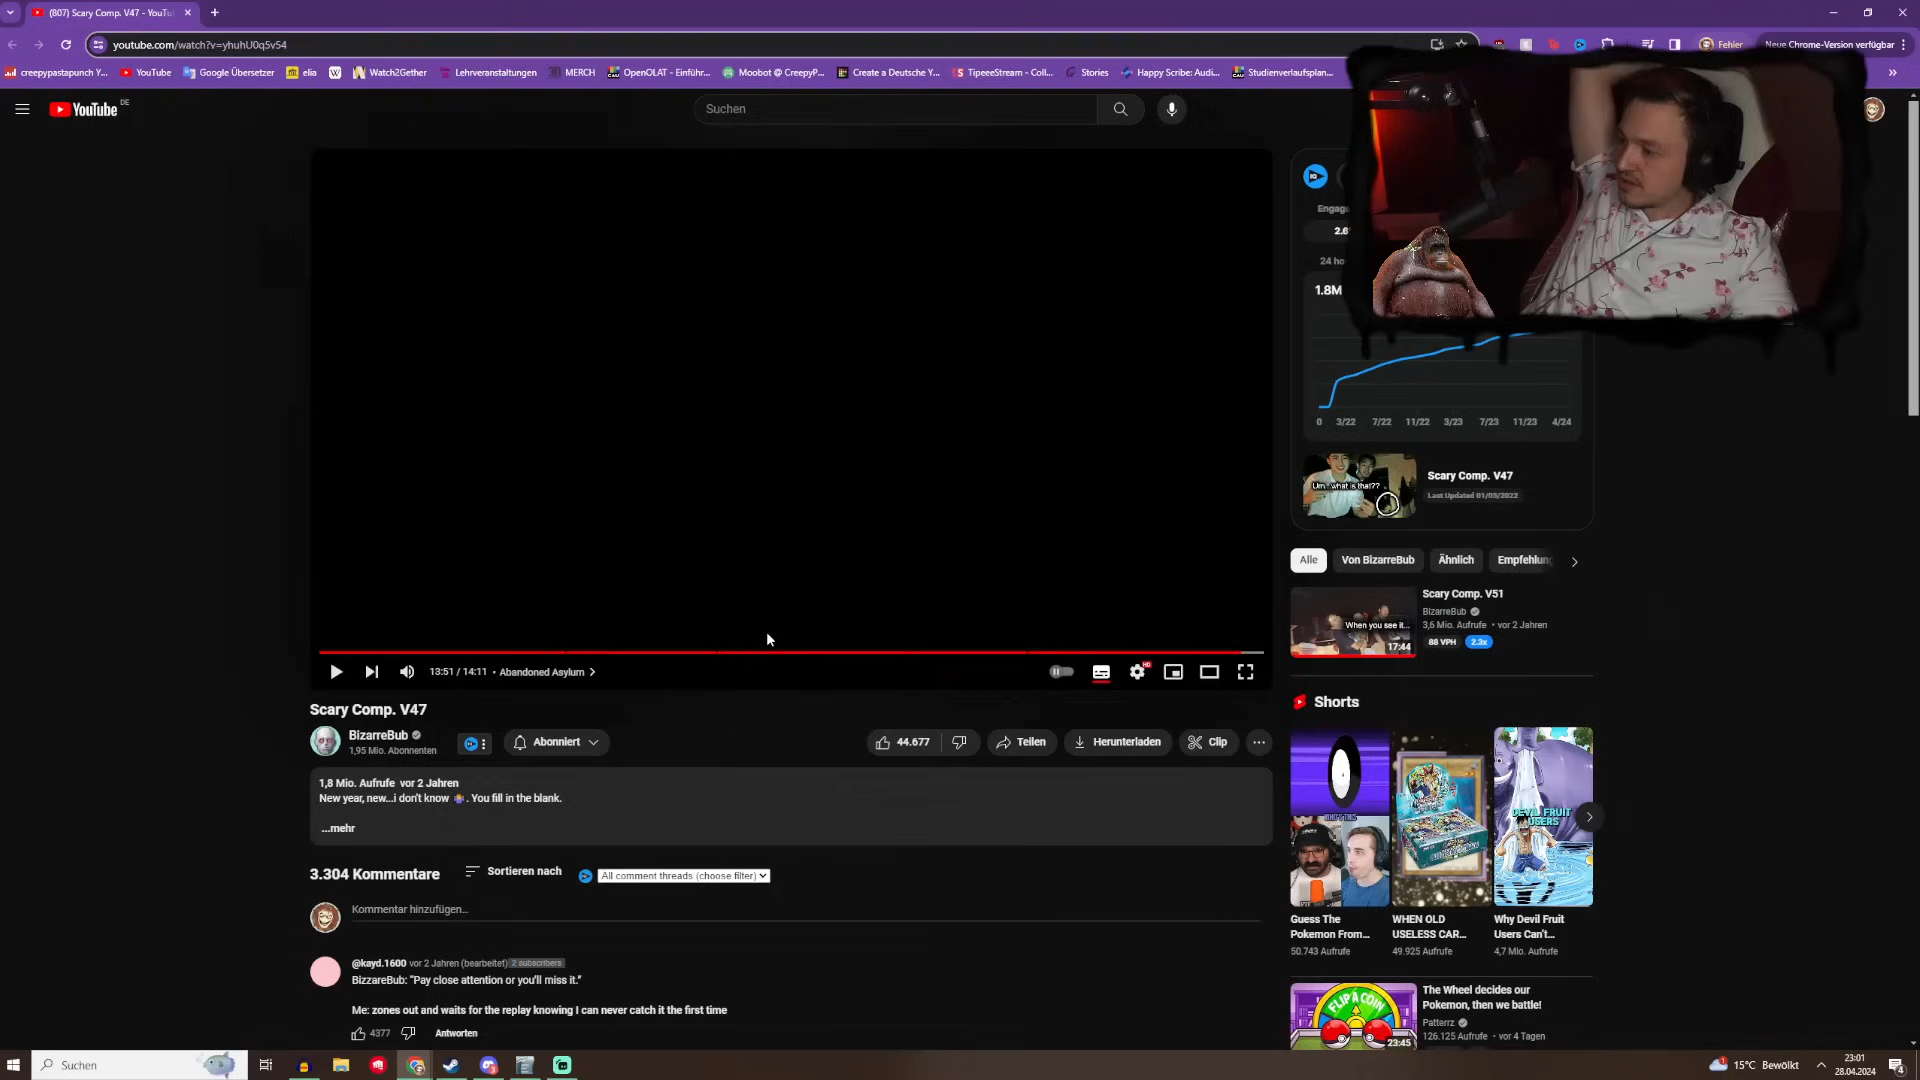 (807) Scary Comp. V47 - YouTu
youtube.com/watch?v=yhuhU0q5v54
Fehler
Neue Chrome-Version verfügbar
creepypastapunch Y...
YouTube
Google Übersetzer
elia
Watch2Gether
Lehrveranstaltungen
MERCH
OpenOLAT - Einführ...
Moobot @ CreepyP...
Create a Deutsche Y...
TipeeeStream - Coll...
Stories
Happy Scribe: Audi...
Studienverlaufsplan...
YouTube DE
Suchen
Engage
2.6
24 ho
1.8M
0 3/22 7/22 11/22 3/23 7/23 11/23 4/24
Um...what is that??
Scary Comp. V47
Last Updated 01/05/2022
Alle
Von BizarreBub
Ähnlich
Empfehlung
When you see it...
17:44
Scary Comp. V51
BizarreBub
3,6 Mio. Aufrufe • vor 2 Jahren
88 VPH 2.3x
13:51 / 14:11 • Abandoned Asylum
HD
Scary Comp. V47
BizarreBub
1,95 Mio. Abonnenten
Abonniert
44.677
Teilen
Herunterladen
Clip
1,8 Mio. Aufrufe vor 2 Jahren
New year, new...i don't know 🤷. You fill in the blank.
...mehr
3.304 Kommentare
Sortieren nach
All comment threads (choose filter)
Kommentar hinzufügen...
@kayd.1600 vor 2 Jahren (bearbeitet) 2 subscribers
BizzareBub: “Pay close attention or you'll miss it.”
Me: zones out and waits for the replay knowing I can never catch it the first time
4377
Antworten
Shorts
DEVIL FRUIT
USERS
Guess The
Pokemon From...
50.743 Aufrufe
WHEN OLD
USELESS CAR...
49.925 Aufrufe
Why Devil Fruit
Users Can't...
4,7 Mio. Aufrufe
FLIP A COIN
23:45
The Wheel decides our
Pokemon, then we battle!
Patterrz
126.125 Aufrufe • vor 4 Tagen
Suchen
15°C Bewölkt
23:01
28.04.2024
4